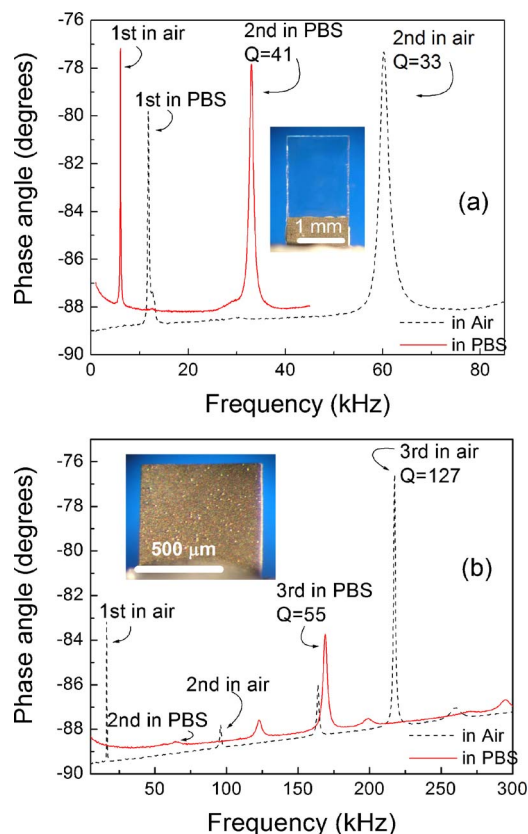 -76
1st in air
2nd in PBS
Q=41
2nd in air
Q=33
-78
1st in PBS
-80
-82
-84
(a)
1 mm
-86
-88
in Air
in PBS
-90
0
20
40
60
80
Phase angle (degrees)
Frequency (kHz)
-76
3rd in air
Q=127
-78
-80
500 μm
(b)
-82
3rd in PBS
Q=55
1st in air
-84
-86
2nd in air
2nd in PBS
-88
in Air
in PBS
-90
50
100
150
200
250
300
Phase angle (degrees)
Frequency (kHz)